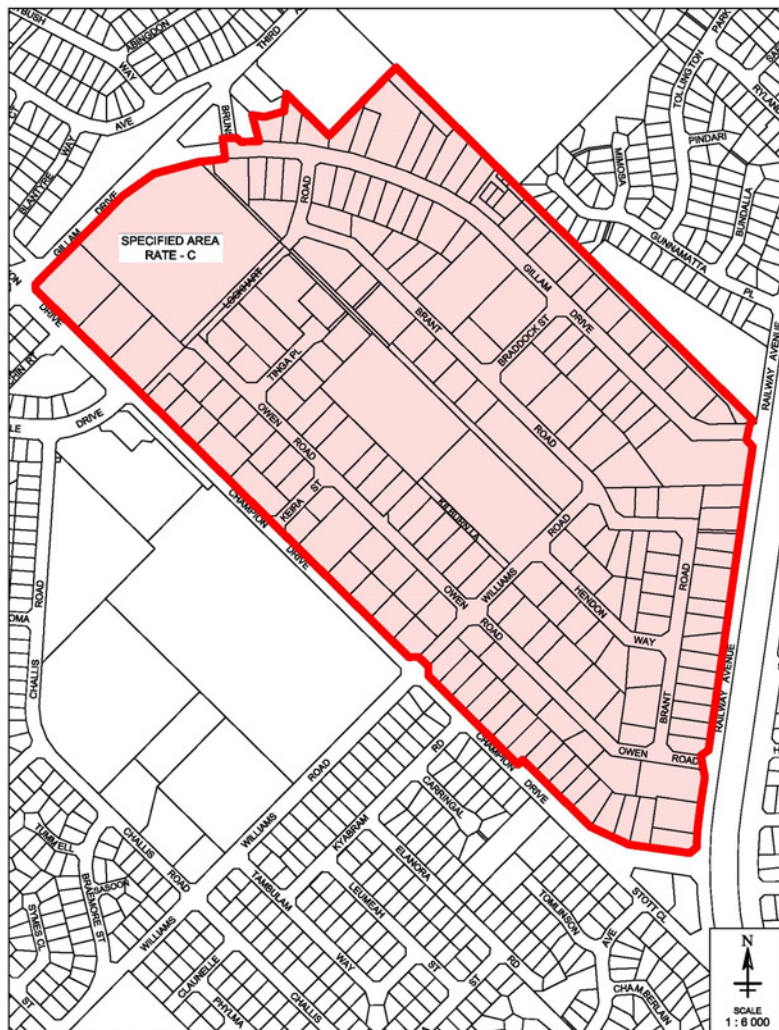 BUSH
ABINGDON
WAY
THIRD
AVE
BLANTYRE
WAY
GILLAM
DRIVE
SPECIFIED AREA
RATE - C
ROAD
LOCKHART
TINGA PL
BRANT
ROAD
BRADDOCK ST
GILLAM
DRIVE
PARK
TOLLINGTON
PINDARI
MIMOSA
BUNDALLA
GUNNAMATTA
PL
RAILWAY AVENUE
DRIVE
DRIVE
OWEN
ROAD
KEIRA ST
CHAMPION
DRIVE
KILBURN LA
OWEN
ROAD
WILLIAMS
ROAD
HENDON
WAY
ROAD
BRANT
OWEN
ROAD
RAILWAY AVENUE
ROAD
CHALLIS
CHAMPION
DRIVE
WILLIAMS
ROAD
RD
KYABRAM
CARRINGAL
ELANORA
RD
LEUMEAH
ST
ST
TAMBULAM
WAY
CHALLIS
ROAD
TUMMELL
SASOON
BRAEMORE ST
SYMES CL
ST
WILLIAMS
CLAUNELLE
PHYLMA
CHALLIS
TOMLINSON
AVE
STOTT CL
CHAMBERLAIN
N
SCALE
1 : 6 000